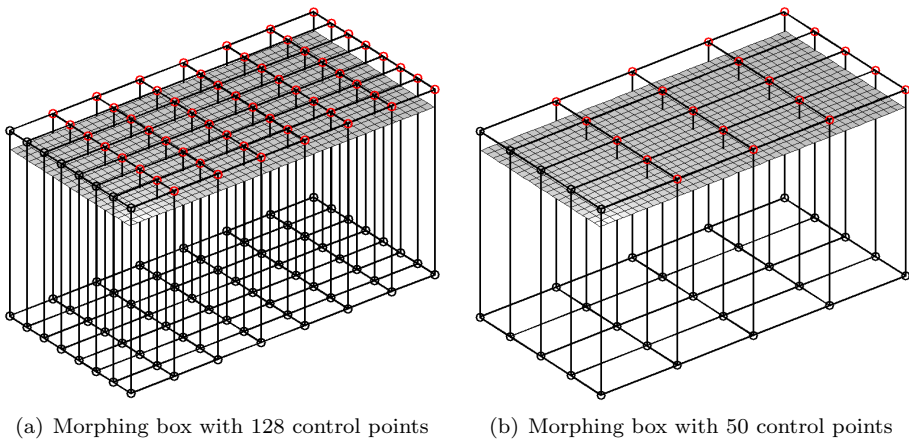 (a) Morphing box with 128 control points
(b) Morphing box with 50 control points